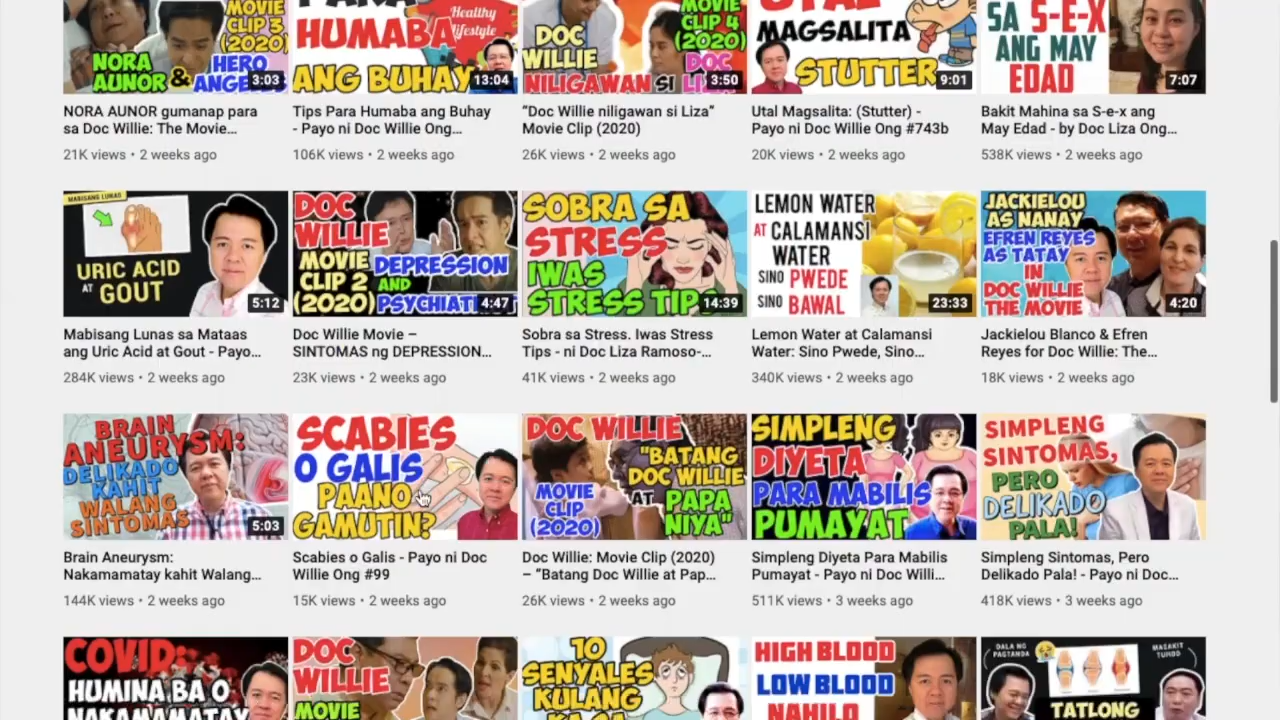 MOVIE
CLIP 3
(2020)
NORA
AUNOR & HERO
ANGE
3:03
HUMABA
ANG BUHAY
Healthy
lifestyle
13:04
DOC
WILLIE
NILIGAWAN SI
MOVIE
CLIP 4
(2020)
DOC
3:50
UTAL
MAGSALITA
STUTTER
9:01
SA S-E-X
ANG MAY
EDAD
7:07
NORA AUNOR gumanap para
sa Doc Willie: The Movie…
21K views • 2 weeks ago
Tips Para Humaba ang Buhay
- Payo ni Doc Willie Ong…
106K views • 2 weeks ago
“Doc Willie niligawan si Liza”
Movie Clip (2020)
26K views • 2 weeks ago
Utal Magsalita: (Stutter) -
Payo ni Doc Willie Ong #743b
20K views • 2 weeks ago
Bakit Mahina sa S-e-x ang
May Edad - by Doc Liza Ong…
538K views • 2 weeks ago
MABISANG LUNAS
URIC ACID
AT
GOUT
5:12
DOC
WILLIE
MOVIE
CLIP 2
(2020)
DEPRESSION
AND
PSYCHIAT
4:47
SOBRA SA
STRESS
IWAS
STRESS TIP
14:39
LEMON WATER
AT CALAMANSI
WATER
SINO PWEDE
SINO BAWAL
23:33
JACKIELOU
AS NANAY
EFREN REYES
AS TATAY
IN
DOC WILLIE
THE MOVIE
4:20
Mabisang Lunas sa Mataas
ang Uric Acid at Gout - Payo…
284K views • 2 weeks ago
Doc Willie Movie –
SINTOMAS ng DEPRESSION…
23K views • 2 weeks ago
Sobra sa Stress. Iwas Stress
Tips - ni Doc Liza Ramoso-…
41K views • 2 weeks ago
Lemon Water at Calamansi
Water: Sino Pwede, Sino…
340K views • 2 weeks ago
Jackielou Blanco & Efren
Reyes for Doc Willie: The…
18K views • 2 weeks ago
BRAIN
ANEURYSM:
DELIKADO
KAHIT
WALANG
SINTOMAS
5:03
SCABIES
O GALIS
PAANO
GAMUTIN?
DOC WILLIE
"BATANG
DOC WILLIE
AT PAPA
NIYA"
MOVIE
CLIP
(2020)
SIMPLENG
DIYETA
PARA MABILIS
PUMAYAT
SIMPLENG
SINTOMAS,
PERO
DELIKADO
PALA!
Brain Aneurysm:
Nakamamatay kahit Walang…
144K views • 2 weeks ago
Scabies o Galis - Payo ni Doc
Willie Ong #99
15K views • 2 weeks ago
Doc Willie: Movie Clip (2020)
– “Batang Doc Willie at Pap…
26K views • 2 weeks ago
Simpleng Diyeta Para Mabilis
Pumayat - Payo ni Doc Willi…
511K views • 3 weeks ago
Simpleng Sintomas, Pero
Delikado Pala! - Payo ni Doc…
418K views • 3 weeks ago
COVID:
HUMINA BA O
NAKAMAMATAY
DOC
WILLIE
MOVIE
10
SENYALES
KULANG
HIGH BLOOD
LOW BLOOD
NAHILO
DALA NG
PAGTANDA
MASAKIT
TUHOD
TATLONG